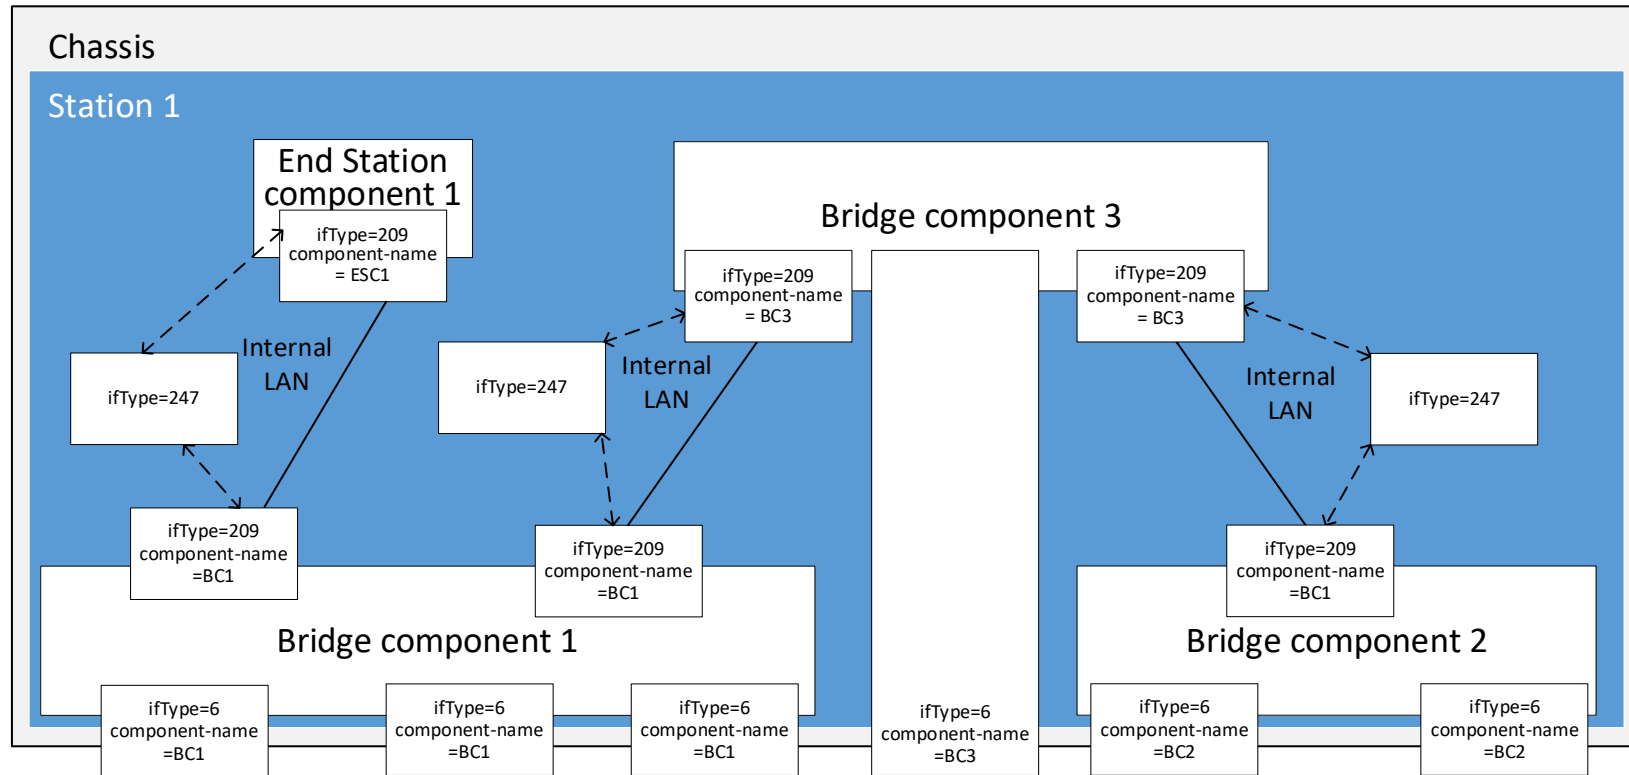 Chassis
Station 1
End Station
component 1
ifType=209
component-name
= ESC1
Bridge component 3
ifType=209
component-name
= BC3
ifType=209
component-name
= BC3
Internal
LAN
ifType=247
Internal
LAN
ifType=247
Internal
LAN
ifType=247
ifType=209
component-name
=BC1
ifType=209
component-name
=BC1
ifType=209
component-name
=BC1
Bridge component 1
Bridge component 2
ifType=6
component-name
=BC1
ifType=6
component-name
=BC1
ifType=6
component-name
=BC1
ifType=6
component-name
=BC3
ifType=6
component-name
=BC2
ifType=6
component-name
=BC2